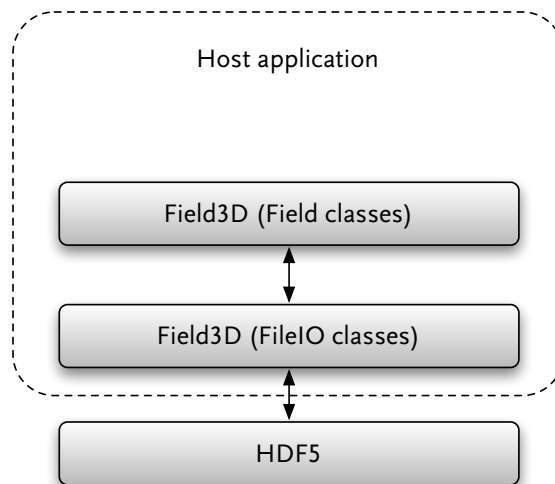 Host application
Field3D (Field classes)
Field3D (FileIO classes)
HDF5